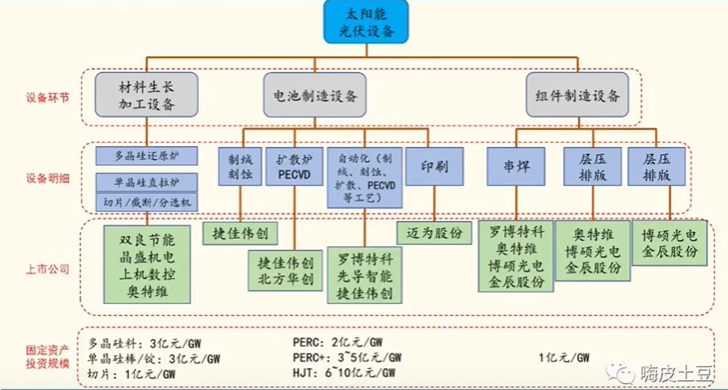 太阳能
光伏设备
设备环节
材料生长
加工设备
电池制造设备
组件制造设备
设备明细
多晶硅还原炉
单晶硅直拉炉
切片/截断/分选机
制绒
刻蚀
扩散炉
PECVD
自动化（制
绒、刻蚀、
扩散、PECVD
等工艺）
印刷
串焊
层压
排版
层压
排版
上市公司
双良节能
晶盛机电
上机数控
奥特维
捷佳伟创
捷佳伟创
北方华创
罗博特科
先导智能
捷佳伟创
迈为股份
罗博特科
奥特维
博硕光电
金辰股份
奥特维
博硕光电
金辰股份
博硕光电
金辰股份
固定资产
投资规模
多晶硅料：3亿元/GW
单晶硅棒/锭：3亿元/GW
切片：1亿元/GW
PERC：2亿元/GW
PERC+：3~5亿元/GW
HJT：6~10亿元/GW
1亿元/GW
嗨皮土豆